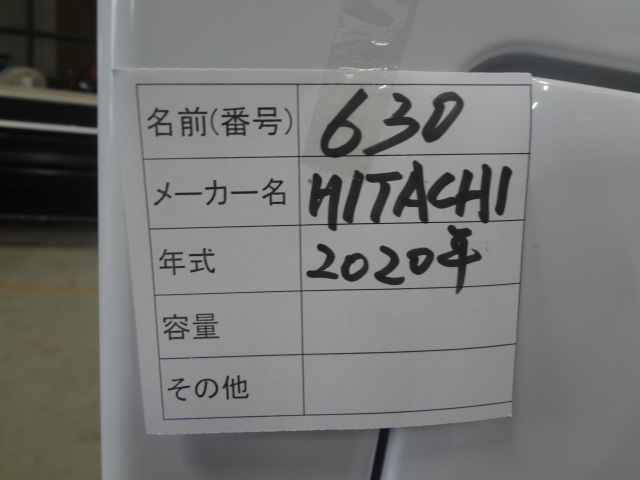 名前(番号) 630
メーカー名 HITACHI
年式 2020年
容量
その他